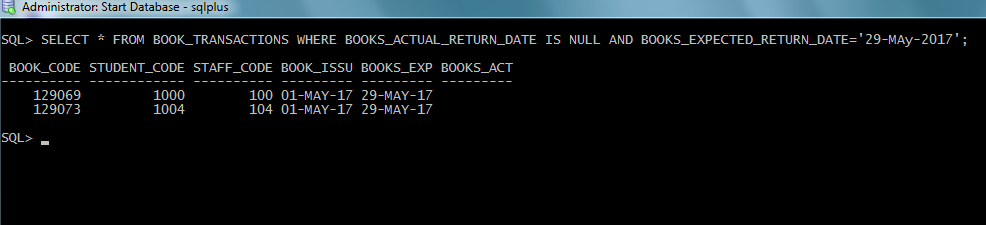 Administrator: Start Database - sqlplus
SQL> SELECT * FROM BOOK_TRANSACTIONS WHERE BOOKS_ACTUAL_RETURN_DATE IS NULL AND BOOKS_EXPECTED_RETURN_DATE='29-MAy-2017';
BOOK_CODE STUDENT_CODE STAFF_CODE BOOK_ISSU BOOKS_EXP BOOKS_ACT
---------- ------------ ---------- --------- --------- ---------
129069 1000 100 01-MAY-17 29-MAY-17
129073 1004 104 01-MAY-17 29-MAY-17
SQL>